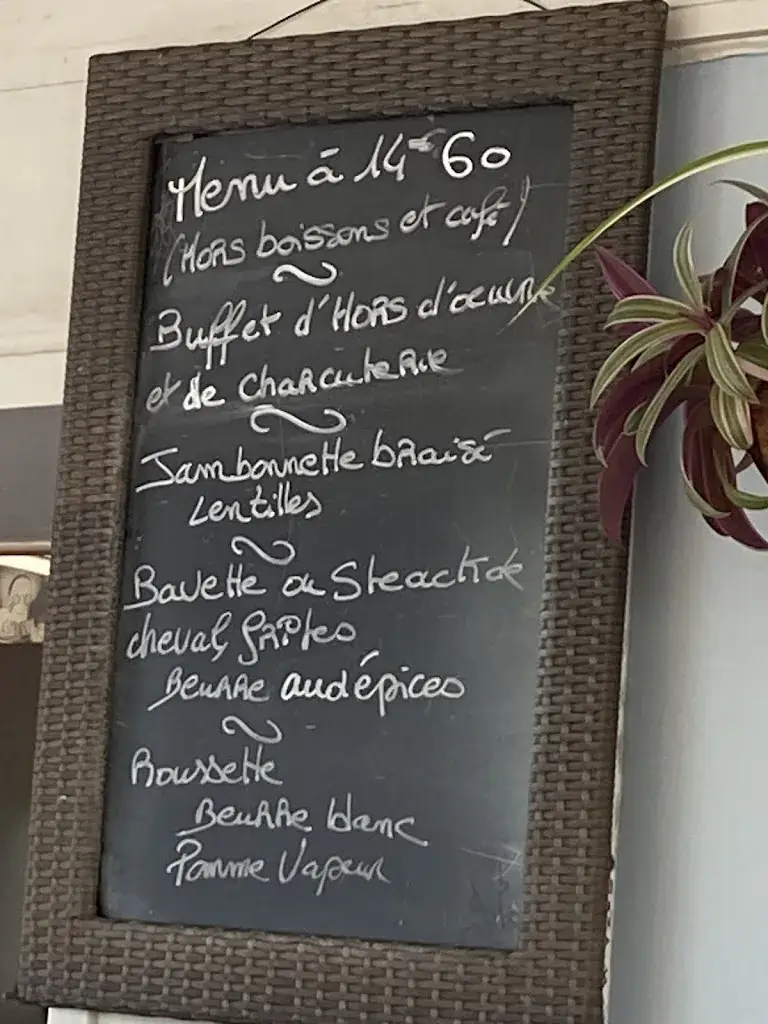 Menu à 14€60
(Hors boissons et café)
Buffet d'Hors d'oeuvre
et de charcuterie
Jambonnette braisé
Lentilles
Bavette ou Steack de
cheval, frites
Beurre aud épices
Roussette
Beurre blanc
Pomme Vapeur